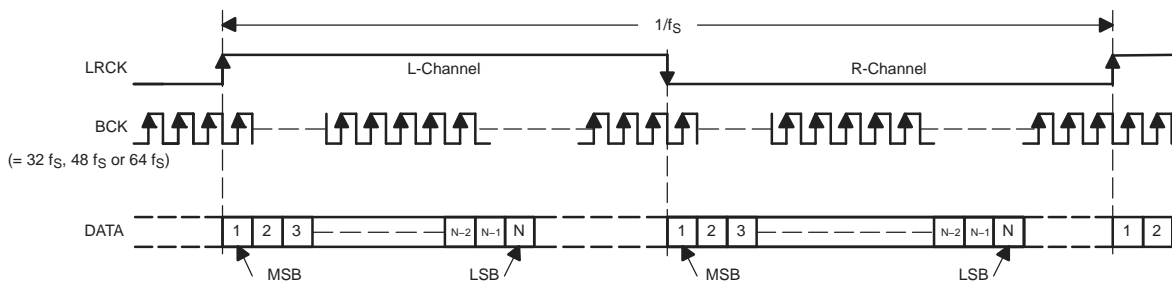 1/fS
LRCK
L-Channel
R-Channel
BCK
(= 32 fS, 48 fS or 64 fS)
DATA
1 2 3 N–2 N–1 N 1 2 3 N–2 N–1 N 1 2
MSB LSB MSB LSB